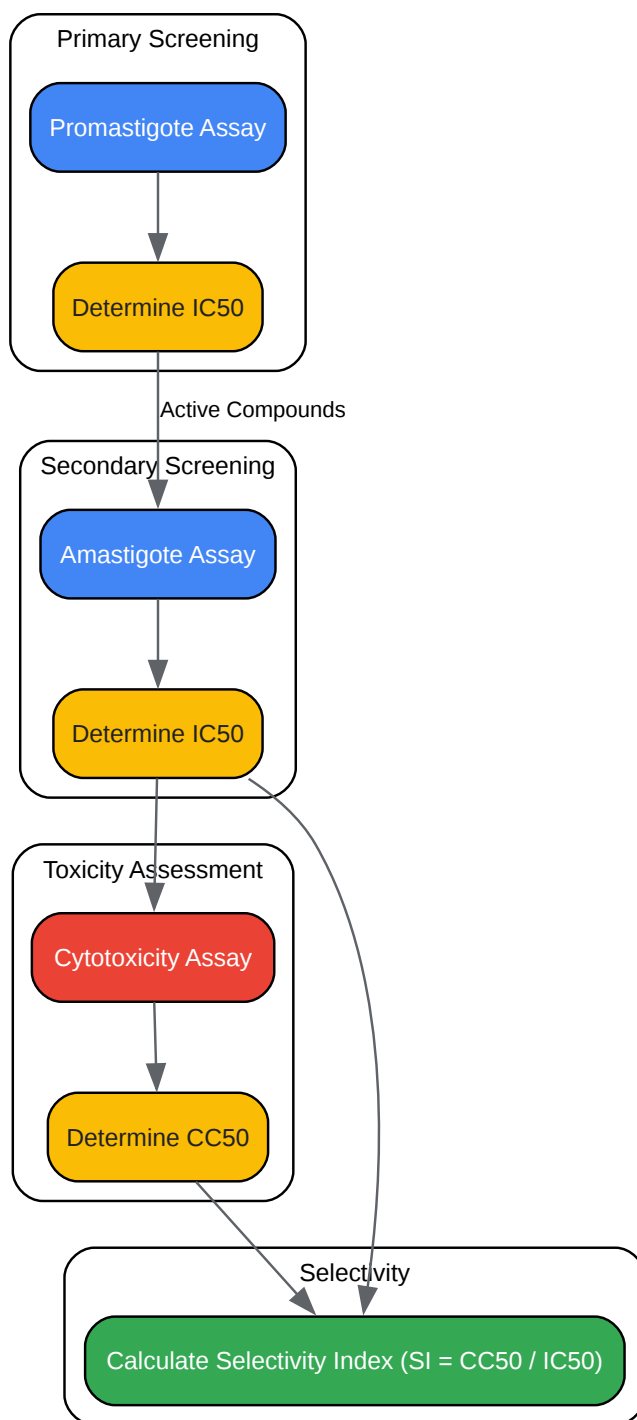 Primary Screening
Promastigote Assay
Determine IC50
Active Compounds
Secondary Screening
Amastigote Assay
Determine IC50
Toxicity Assessment
Cytotoxicity Assay
Determine CC50
Selectivity
Calculate Selectivity Index (SI = CC50 / IC50)